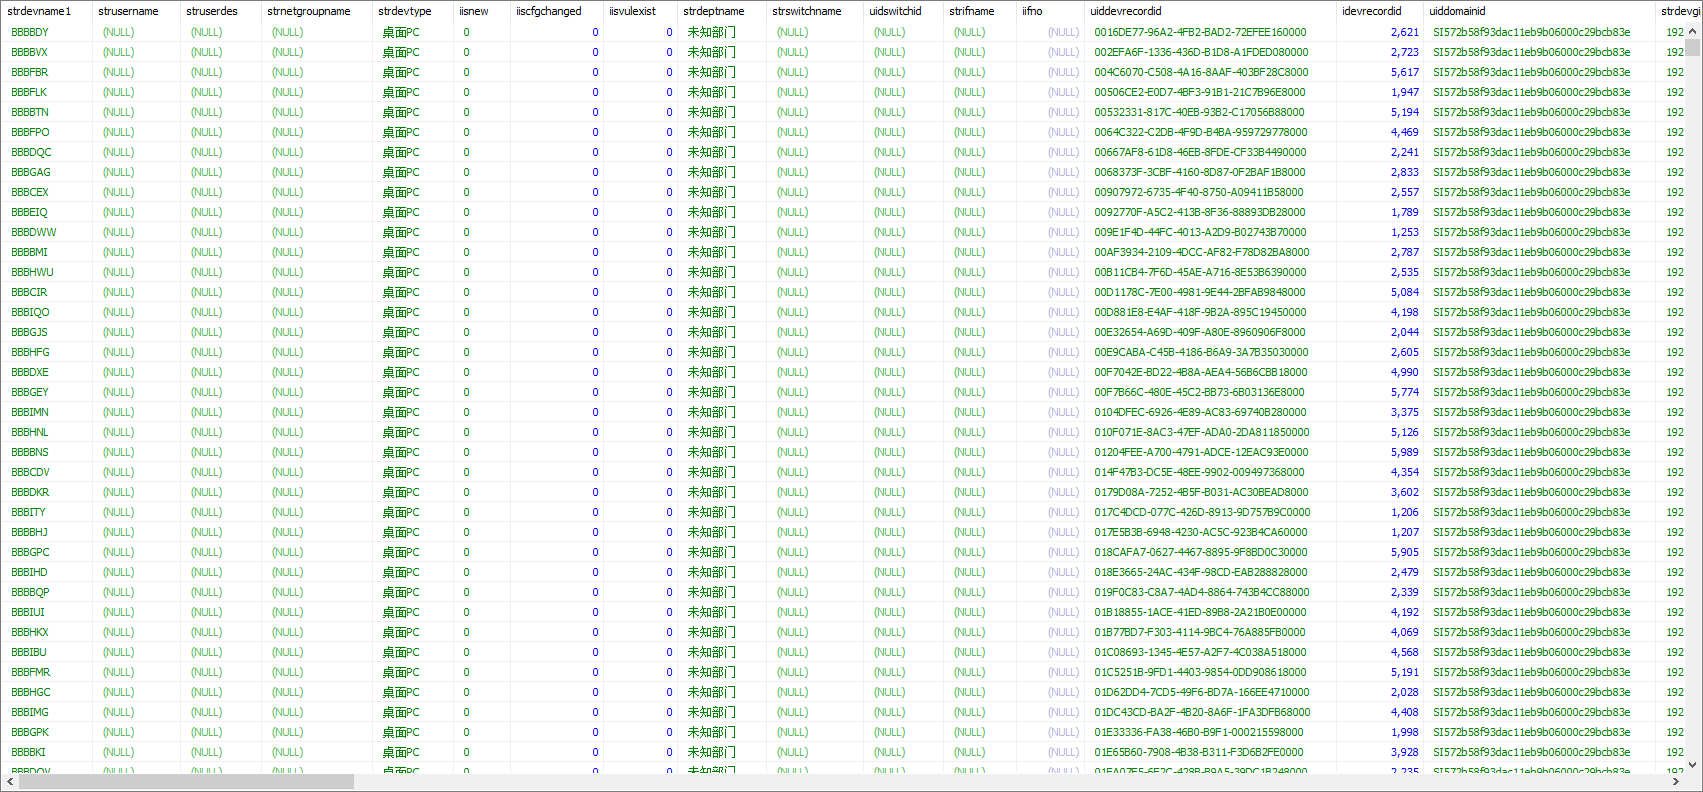 strdevname1 strusername struserdes strnetgroupname strdevtype iisnew iiscfgchanged iisvulexist strdeptname strswitchname uidswitchid strifname iifno uiddevrecordid idevrecordid uiddomainid strdevgi
BBBBDY (NULL) (NULL) (NULL) 桌面PC 0 0 0 未知部门 (NULL) (NULL) (NULL) (NULL) 0016DE77-96A2-4FB2-BAD2-72EFEE160000 2,621 SI572b58f93dac11eb9b06000c29bcb83e 192
BBBBVX (NULL) (NULL) (NULL) 桌面PC 0 0 0 未知部门 (NULL) (NULL) (NULL) (NULL) 002EFA6F-1336-436D-B1D8-A1FDED080000 2,723 SI572b58f93dac11eb9b06000c29bcb83e 192
BBBFBR (NULL) (NULL) (NULL) 桌面PC 0 0 0 未知部门 (NULL) (NULL) (NULL) (NULL) 004C6070-C508-4A16-8AAF-403BF28C8000 5,617 SI572b58f93dac11eb9b06000c29bcb83e 192
BBBFLK (NULL) (NULL) (NULL) 桌面PC 0 0 0 未知部门 (NULL) (NULL) (NULL) (NULL) 00506CE2-E0D7-4BF3-91B1-21C7B96E8000 1,947 SI572b58f93dac11eb9b06000c29bcb83e 192
BBBBTN (NULL) (NULL) (NULL) 桌面PC 0 0 0 未知部门 (NULL) (NULL) (NULL) (NULL) 00532331-817C-40EB-93B2-C17056B88000 5,194 SI572b58f93dac11eb9b06000c29bcb83e 192
BBBFPO (NULL) (NULL) (NULL) 桌面PC 0 0 0 未知部门 (NULL) (NULL) (NULL) (NULL) 0064C322-C2DB-4F9D-B4BA-959729778000 4,469 SI572b58f93dac11eb9b06000c29bcb83e 192
BBBDQC (NULL) (NULL) (NULL) 桌面PC 0 0 0 未知部门 (NULL) (NULL) (NULL) (NULL) 00667AF8-61D8-46EB-8FDE-CF33B4490000 2,241 SI572b58f93dac11eb9b06000c29bcb83e 192
BBBGAG (NULL) (NULL) (NULL) 桌面PC 0 0 0 未知部门 (NULL) (NULL) (NULL) (NULL) 0068373F-3CBF-4160-8D87-0F2BAF1B8000 2,833 SI572b58f93dac11eb9b06000c29bcb83e 192
BBBCEX (NULL) (NULL) (NULL) 桌面PC 0 0 0 未知部门 (NULL) (NULL) (NULL) (NULL) 00907972-6735-4F40-8750-A09411B58000 2,557 SI572b58f93dac11eb9b06000c29bcb83e 192
BBBEIQ (NULL) (NULL) (NULL) 桌面PC 0 0 0 未知部门 (NULL) (NULL) (NULL) (NULL) 0092770F-A5C2-413B-8F36-88893DB28000 1,789 SI572b58f93dac11eb9b06000c29bcb83e 192
BBBDWW (NULL) (NULL) (NULL) 桌面PC 0 0 0 未知部门 (NULL) (NULL) (NULL) (NULL) 009E1F4D-44FC-4013-A2D9-B02743B70000 1,253 SI572b58f93dac11eb9b06000c29bcb83e 192
BBBBMI (NULL) (NULL) (NULL) 桌面PC 0 0 0 未知部门 (NULL) (NULL) (NULL) (NULL) 00AF3934-2109-4DCC-AF82-F78D82BA8000 2,787 SI572b58f93dac11eb9b06000c29bcb83e 192
BBBHWU (NULL) (NULL) (NULL) 桌面PC 0 0 0 未知部门 (NULL) (NULL) (NULL) (NULL) 00B11CB4-7F6D-45AE-A716-8E53B6390000 2,535 SI572b58f93dac11eb9b06000c29bcb83e 192
BBBCIR (NULL) (NULL) (NULL) 桌面PC 0 0 0 未知部门 (NULL) (NULL) (NULL) (NULL) 00D1178C-7E00-4981-9E44-2BFAB9848000 5,084 SI572b58f93dac11eb9b06000c29bcb83e 192
BBBIQO (NULL) (NULL) (NULL) 桌面PC 0 0 0 未知部门 (NULL) (NULL) (NULL) (NULL) 00D881E8-E4AF-418F-9B2A-895C19450000 4,198 SI572b58f93dac11eb9b06000c29bcb83e 192
BBBGJS (NULL) (NULL) (NULL) 桌面PC 0 0 0 未知部门 (NULL) (NULL) (NULL) (NULL) 00E32654-A69D-409F-A80E-8960906F8000 2,044 SI572b58f93dac11eb9b06000c29bcb83e 192
BBBHFG (NULL) (NULL) (NULL) 桌面PC 0 0 0 未知部门 (NULL) (NULL) (NULL) (NULL) 00E9CABA-C45B-4186-B6A9-3A7B35030000 2,605 SI572b58f93dac11eb9b06000c29bcb83e 192
BBBDXE (NULL) (NULL) (NULL) 桌面PC 0 0 0 未知部门 (NULL) (NULL) (NULL) (NULL) 00F7042E-BD22-4B8A-AEA4-56B6CBB18000 4,990 SI572b58f93dac11eb9b06000c29bcb83e 192
BBBGEY (NULL) (NULL) (NULL) 桌面PC 0 0 0 未知部门 (NULL) (NULL) (NULL) (NULL) 00F7B66C-480E-45C2-BB73-6B03136E8000 5,774 SI572b58f93dac11eb9b06000c29bcb83e 192
BBBIMN (NULL) (NULL) (NULL) 桌面PC 0 0 0 未知部门 (NULL) (NULL) (NULL) (NULL) 0104DFEC-6926-4E89-AC83-69740B280000 3,375 SI572b58f93dac11eb9b06000c29bcb83e 192
BBBHNL (NULL) (NULL) (NULL) 桌面PC 0 0 0 未知部门 (NULL) (NULL) (NULL) (NULL) 010F071E-8AC3-47EF-ADA0-2DA811850000 5,126 SI572b58f93dac11eb9b06000c29bcb83e 192
BBBBNS (NULL) (NULL) (NULL) 桌面PC 0 0 0 未知部门 (NULL) (NULL) (NULL) (NULL) 01204FEE-A700-4791-ADCE-12EAC93E0000 5,989 SI572b58f93dac11eb9b06000c29bcb83e 192
BBBCDV (NULL) (NULL) (NULL) 桌面PC 0 0 0 未知部门 (NULL) (NULL) (NULL) (NULL) 014F47B3-DC5E-48EE-9902-009497368000 4,354 SI572b58f93dac11eb9b06000c29bcb83e 192
BBBDKR (NULL) (NULL) (NULL) 桌面PC 0 0 0 未知部门 (NULL) (NULL) (NULL) (NULL) 0179D08A-7252-4B5F-B031-AC30BEAD8000 3,602 SI572b58f93dac11eb9b06000c29bcb83e 192
BBBITY (NULL) (NULL) (NULL) 桌面PC 0 0 0 未知部门 (NULL) (NULL) (NULL) (NULL) 017C4DCD-077C-426D-8913-9D757B9C0000 1,206 SI572b58f93dac11eb9b06000c29bcb83e 192
BBBBHJ (NULL) (NULL) (NULL) 桌面PC 0 0 0 未知部门 (NULL) (NULL) (NULL) (NULL) 017E5B3B-6948-4230-AC5C-923B4CA60000 1,207 SI572b58f93dac11eb9b06000c29bcb83e 192
BBBGPC (NULL) (NULL) (NULL) 桌面PC 0 0 0 未知部门 (NULL) (NULL) (NULL) (NULL) 018CAFA7-0627-4467-8895-9F8BD0C30000 5,905 SI572b58f93dac11eb9b06000c29bcb83e 192
BBBIHD (NULL) (NULL) (NULL) 桌面PC 0 0 0 未知部门 (NULL) (NULL) (NULL) (NULL) 018E3665-24AC-434F-98CD-EAB288828000 2,479 SI572b58f93dac11eb9b06000c29bcb83e 192
BBBBQP (NULL) (NULL) (NULL) 桌面PC 0 0 0 未知部门 (NULL) (NULL) (NULL) (NULL) 019F0C83-C8A7-4AD4-8864-743B4CC88000 2,339 SI572b58f93dac11eb9b06000c29bcb83e 192
BBBIUI (NULL) (NULL) (NULL) 桌面PC 0 0 0 未知部门 (NULL) (NULL) (NULL) (NULL) 01B18855-1ACE-41ED-89B8-2A21B0E00000 4,192 SI572b58f93dac11eb9b06000c29bcb83e 192
BBBHKX (NULL) (NULL) (NULL) 桌面PC 0 0 0 未知部门 (NULL) (NULL) (NULL) (NULL) 01B77BD7-F303-4114-9BC4-76A885FB0000 4,069 SI572b58f93dac11eb9b06000c29bcb83e 192
BBBIBU (NULL) (NULL) (NULL) 桌面PC 0 0 0 未知部门 (NULL) (NULL) (NULL) (NULL) 01C08693-1345-4E57-A2F7-4C038A518000 4,568 SI572b58f93dac11eb9b06000c29bcb83e 192
BBBFMR (NULL) (NULL) (NULL) 桌面PC 0 0 0 未知部门 (NULL) (NULL) (NULL) (NULL) 01C5251B-9FD1-4403-9854-0DD908618000 5,191 SI572b58f93dac11eb9b06000c29bcb83e 192
BBBHGC (NULL) (NULL) (NULL) 桌面PC 0 0 0 未知部门 (NULL) (NULL) (NULL) (NULL) 01D62DD4-7CD5-49F6-BD7A-166EE4710000 2,028 SI572b58f93dac11eb9b06000c29bcb83e 192
BBBIMG (NULL) (NULL) (NULL) 桌面PC 0 0 0 未知部门 (NULL) (NULL) (NULL) (NULL) 01DC43CD-BA2F-4B20-8A6F-1FA3DFB68000 4,408 SI572b58f93dac11eb9b06000c29bcb83e 192
BBBGPK (NULL) (NULL) (NULL) 桌面PC 0 0 0 未知部门 (NULL) (NULL) (NULL) (NULL) 01E33336-FA38-46B0-B9F1-000215598000 1,998 SI572b58f93dac11eb9b06000c29bcb83e 192
BBBBKI (NULL) (NULL) (NULL) 桌面PC 0 0 0 未知部门 (NULL) (NULL) (NULL) (NULL) 01E65B60-7908-4B38-B311-F3D6B2FE0000 3,928 SI572b58f93dac11eb9b06000c29bcb83e 192
(NULL) (NULL) (NULL) 桌面PC 0 0 0 未知部门 (NULL) (NULL) (NULL) (NULL) 2,235 SI572b58f93dac11eb9b06000c29bcb83e 192